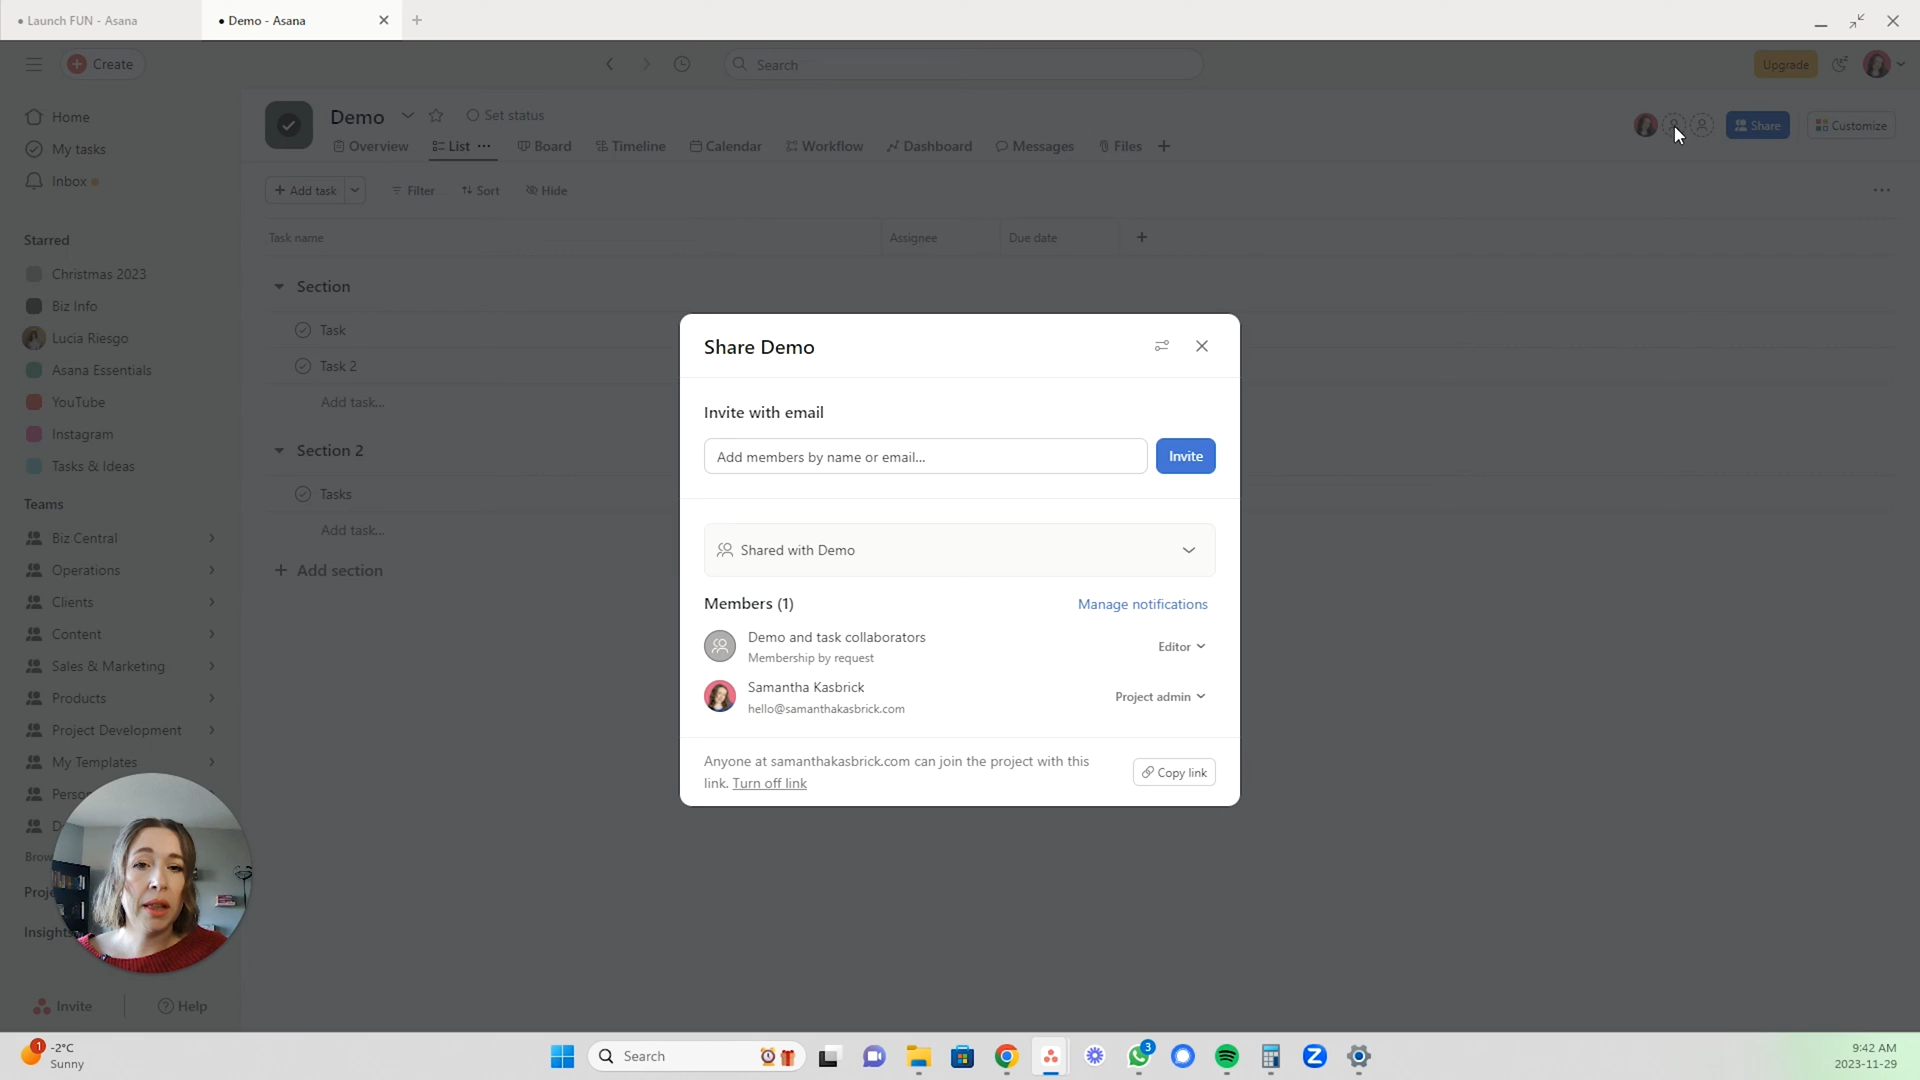 Launch FUN - Asana
Demo - Asana
Create
Search
Upgrade
Home
My tasks
Inbox
Starred
Christmas 2023
Biz Info
Lucia Riesgo
Asana Essentials
YouTube
Instagram
Tasks & Ideas
Teams
Biz Central
Operations
Clients
Content
Sales & Marketing
Products
Project Development
My Templates
Invite
Help
Demo
Set status
Share
Customize
Overview
List
Board
Timeline
Calendar
Workflow
Dashboard
Messages
Files
Add task
Filter
Sort
Hide
Task name
Assignee
Due date
Section
Task
Task 2
Add task...
Section 2
Tasks
Add task...
Add section
Share Demo
Invite with email
Add members by name or email...
Invite
Shared with Demo
Members (1)
Manage notifications
Demo and task collaborators
Membership by request
Editor
Samantha Kasbrick
hello@samanthakasbrick.com
Project admin
Anyone at samanthakasbrick.com can join the project with this
link. Turn off link
Copy link
1
-2°C
Sunny
Search
3
9:42 AM
2023-11-29